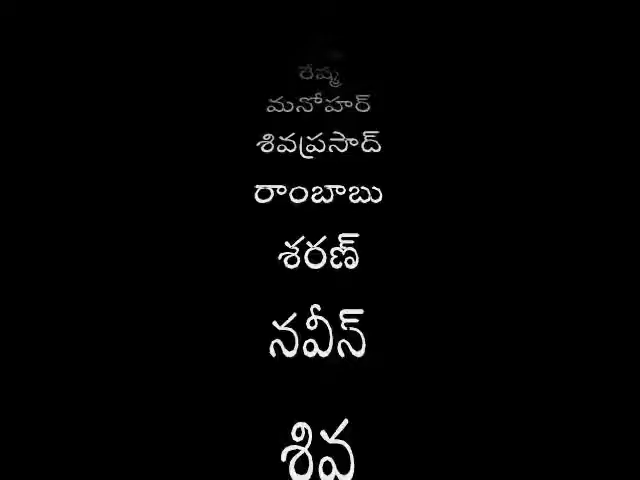 రేష్మ
మనోహర్
శివప్రసాద్
రాంబాబు
శరణ్
నవీన్
శివ